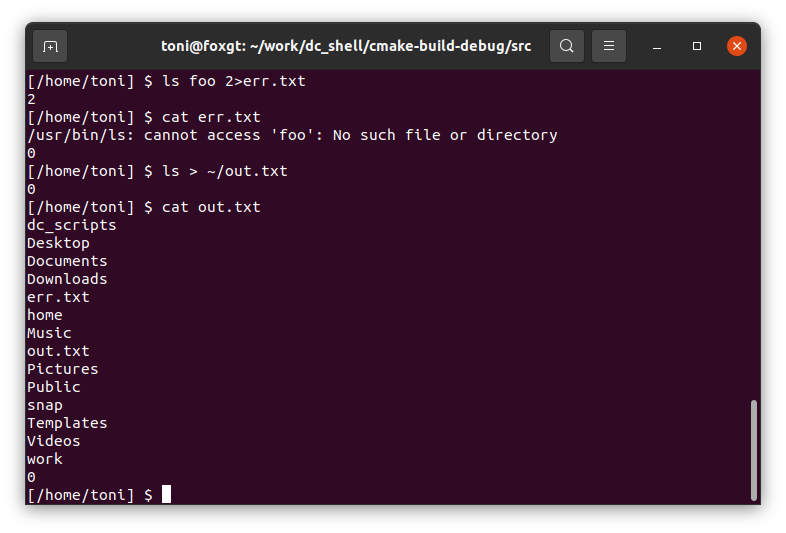 toni@foxgt: ~/work/dc_shell/cmake-build-debug/src
[/home/toni] $ ls foo 2>err.txt
2
[/home/toni] $ cat err.txt
/usr/bin/ls: cannot access 'foo': No such file or directory
0
[/home/toni] $ ls > ~/out.txt
0
[/home/toni] $ cat out.txt
dc_scripts
Desktop
Documents
Downloads
err.txt
home
Music
out.txt
Pictures
Public
snap
Templates
Videos
work
0
[/home/toni] $